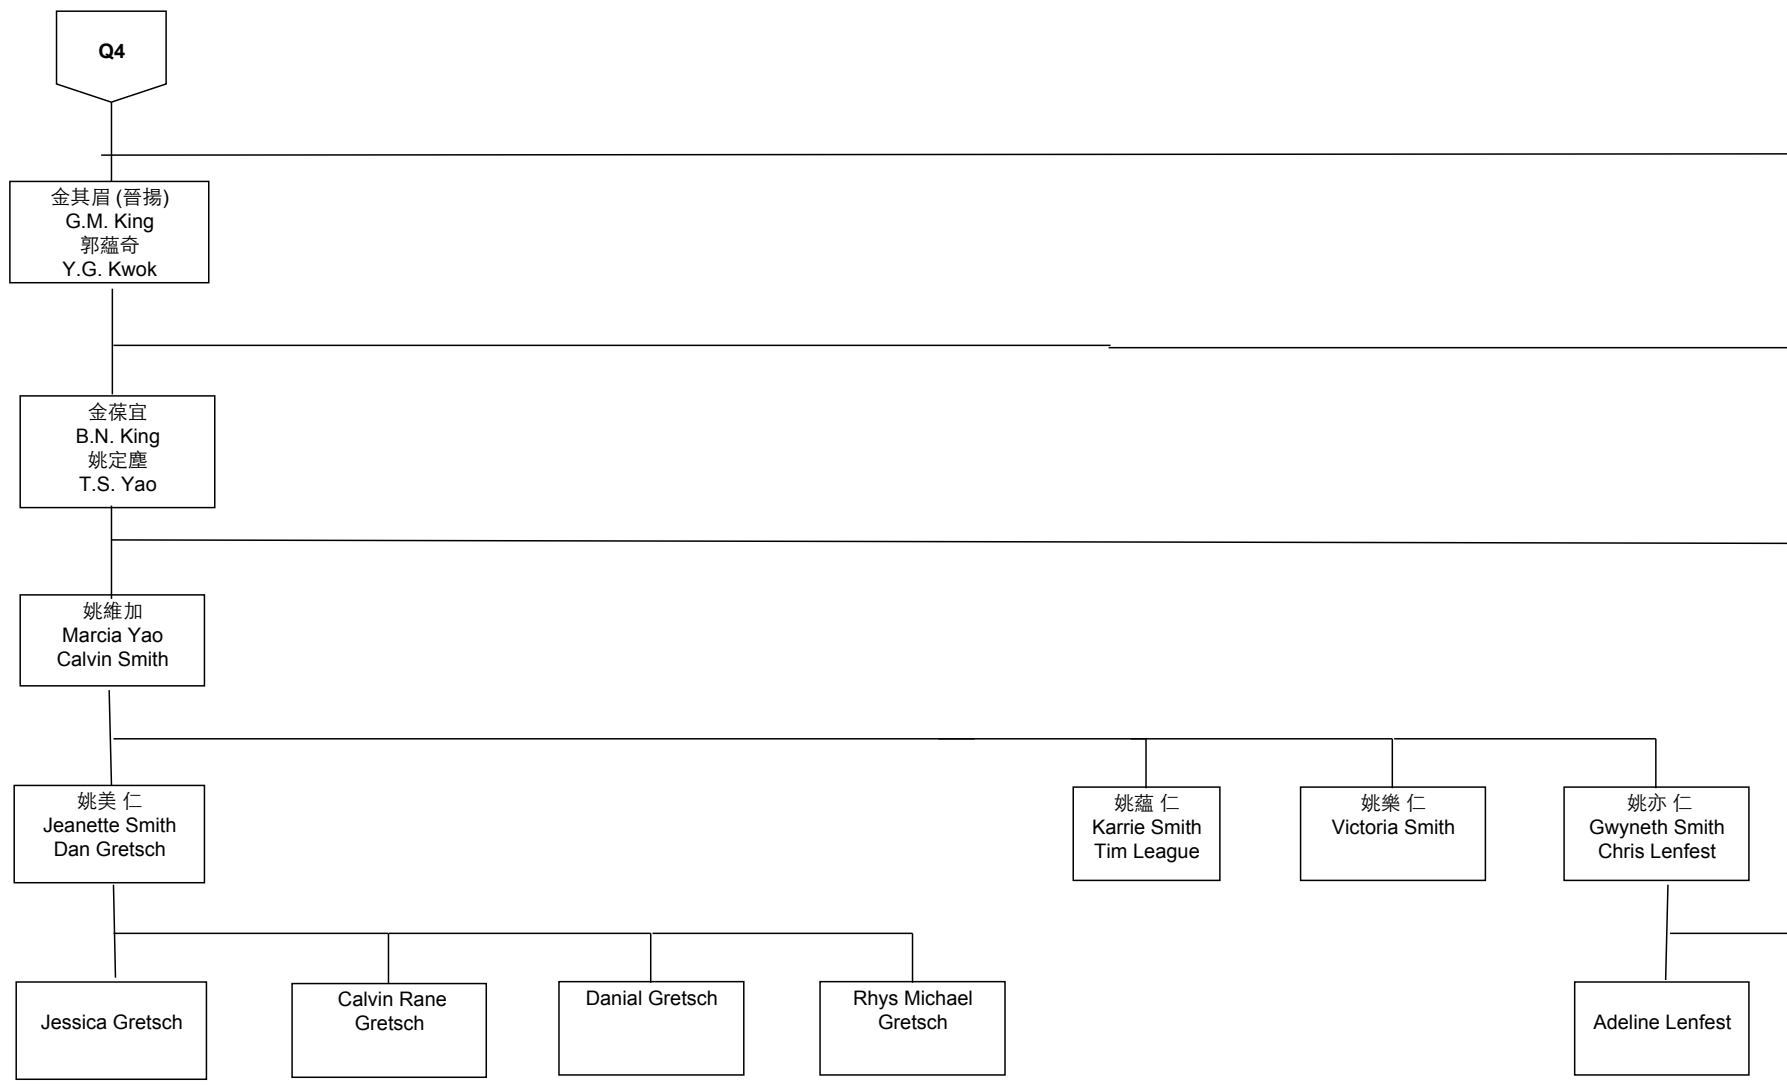 Q4
金其眉 (晉揚)
G.M. King
郭蘊奇
Y.G. Kwok
金葆宜
B.N. King
姚定塵
T.S. Yao
姚維加
Marcia Yao
Calvin Smith
姚美 仁
Jeanette Smith
Dan Gretsch
姚蘊 仁
Karrie Smith
Tim League
姚樂 仁
Victoria Smith
姚亦 仁
Gwyneth Smith
Chris Lenfest
Jessica Gretsch
Calvin Rane
Gretsch
Danial Gretsch
Rhys Michael
Gretsch
Adeline Lenfest